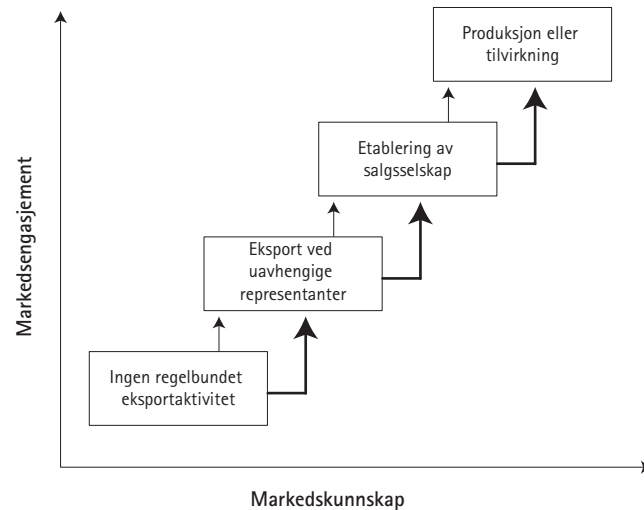 Produksjon eller
tilvirkning
Etablering av
salgsselskap
Eksport ved
uavhengige
representanter
Ingen regelbundet
eksportaktivitet
Markedsengasjement
Markedskunnskap